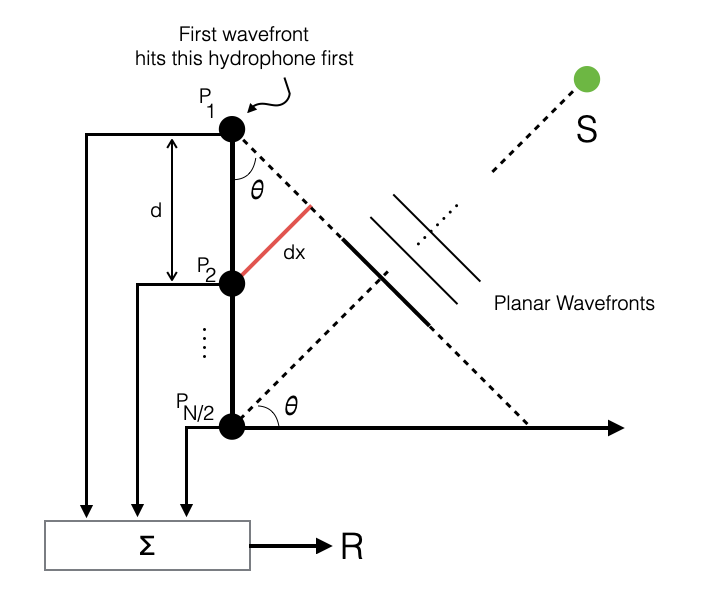 First wavefront
hits this hydrophone first
P1
S
θ
d
P2
dx
Planar Wavefronts
PN/2
θ
Σ
R